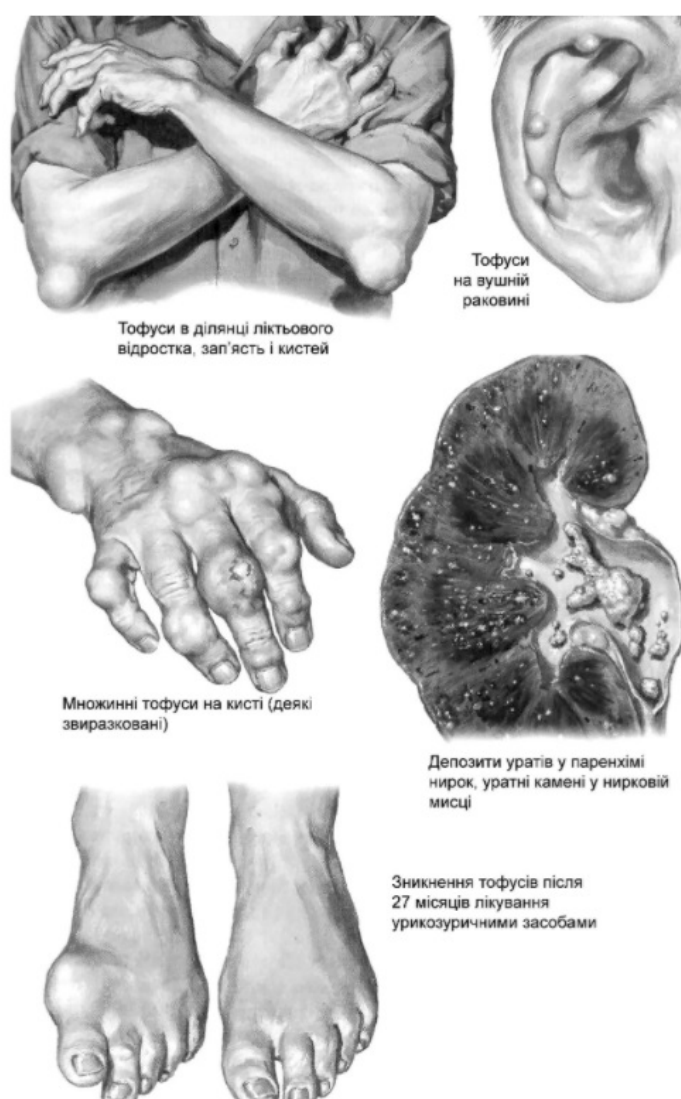 Тофуси в ділянці ліктьового
відростка, зап’ясть і кистей
Тофуси
на вушній
раковині
Множинні тофуси на кисті (деякі
звиразковані)
Депозити уратів у паренхімі
нирок, уратні камені у нирковій
мисці
Зникнення тофусів після
27 місяців лікування
урикозуричними засобами